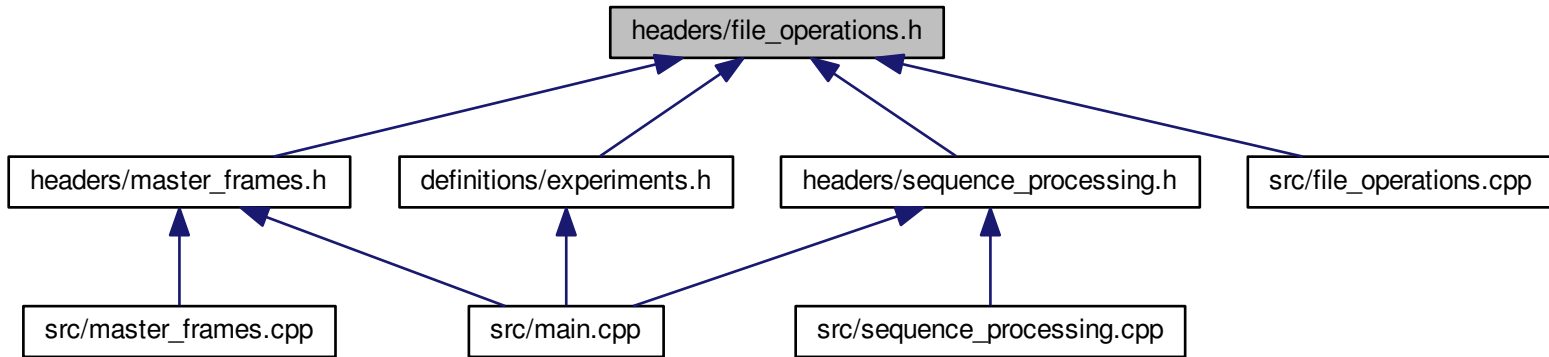 headers/file_operations.h
headers/master_frames.h
definitions/experiments.h
headers/sequence_processing.h
src/file_operations.cpp
src/master_frames.cpp
src/main.cpp
src/sequence_processing.cpp